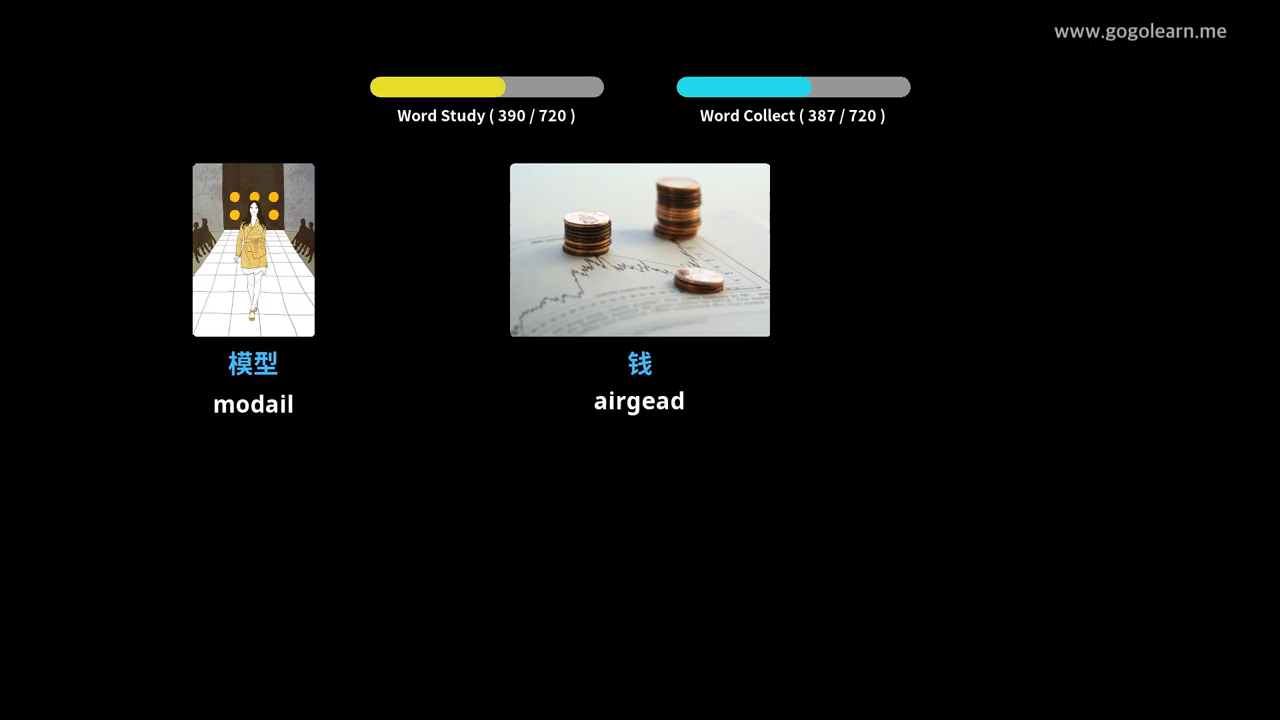 www.gogolearn.me
Word Study ( 390 / 720 )
Word Collect ( 387 / 720 )
模型
modail
钱
airgead